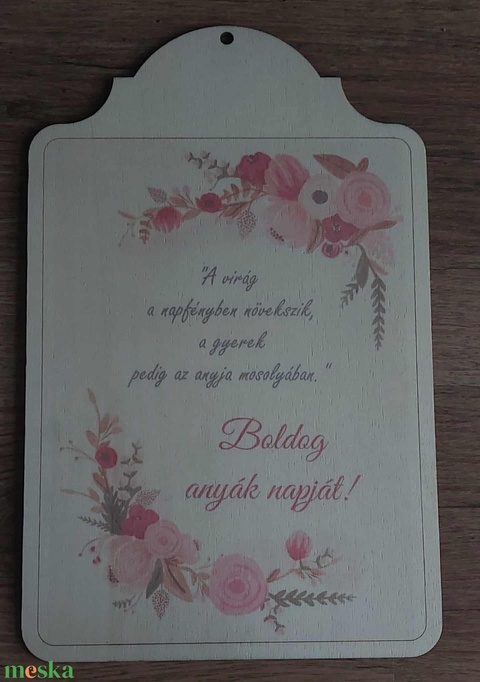 "A virág
a napfényben növekszik,
a gyerek
pedig az anyja mosolyában."
Boldog
anyák napját!
meska